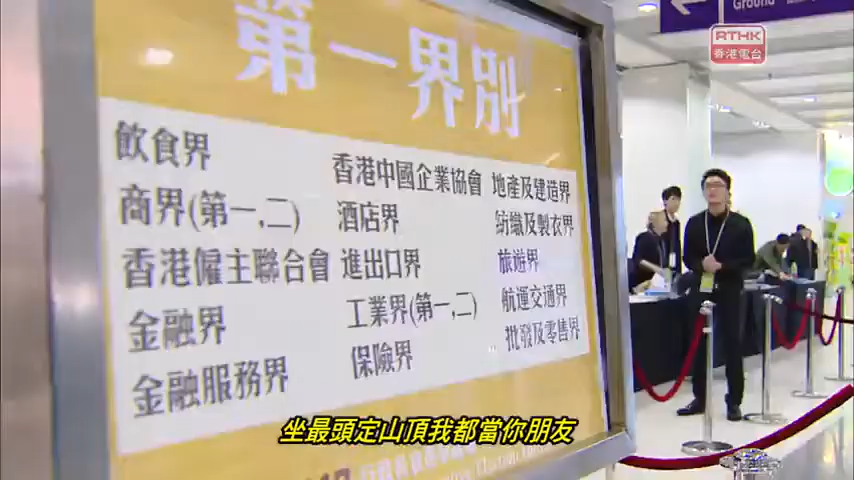 第一界別
飲食界
商界(第一,二)
香港僱主聯合會
金融界
金融服務界
香港中國企業協會
酒店界
進出口界
工業界(第一,二)
保險界
地產及建造界
紡織及製衣界
旅遊界
航運交通界
批發及零售界
Ground
RTHK
香港電台
坐最頭定山頂我都當你朋友